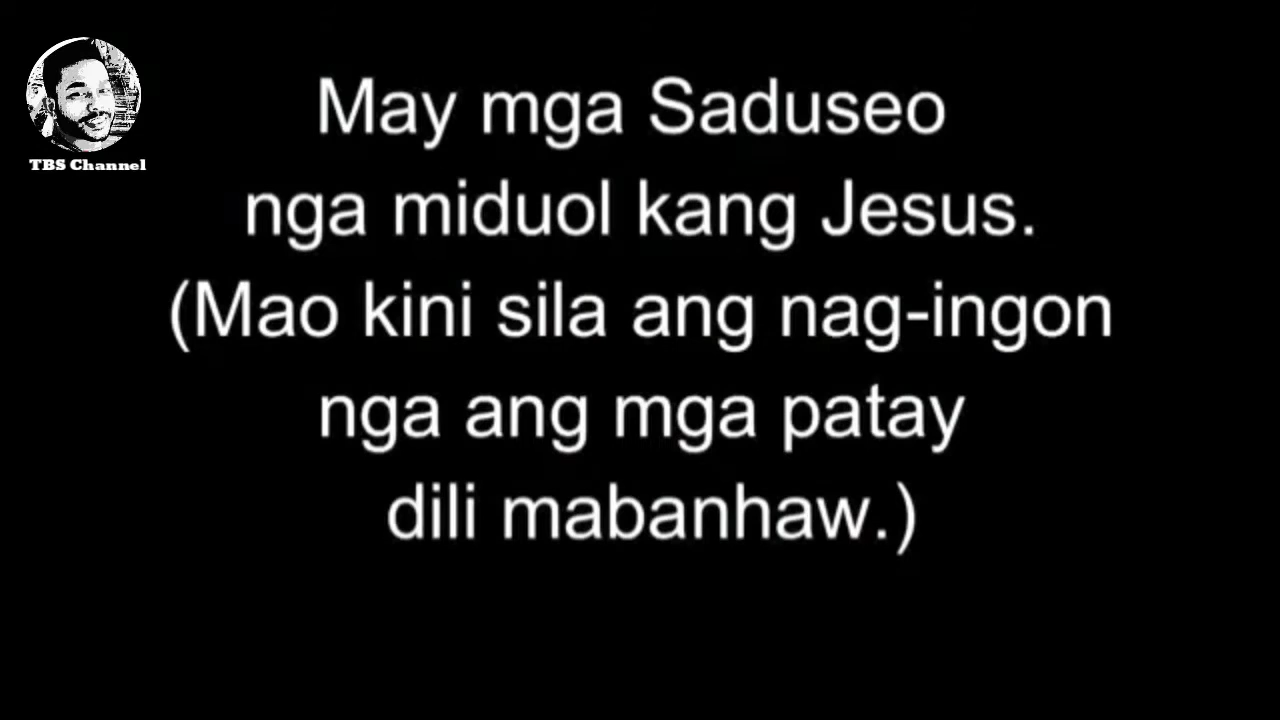 TBS Channel
May mga Saduseo
nga miduol kang Jesus.
(Mao kini sila ang nag-ingon
nga ang mga patay
dili mabanhaw.)